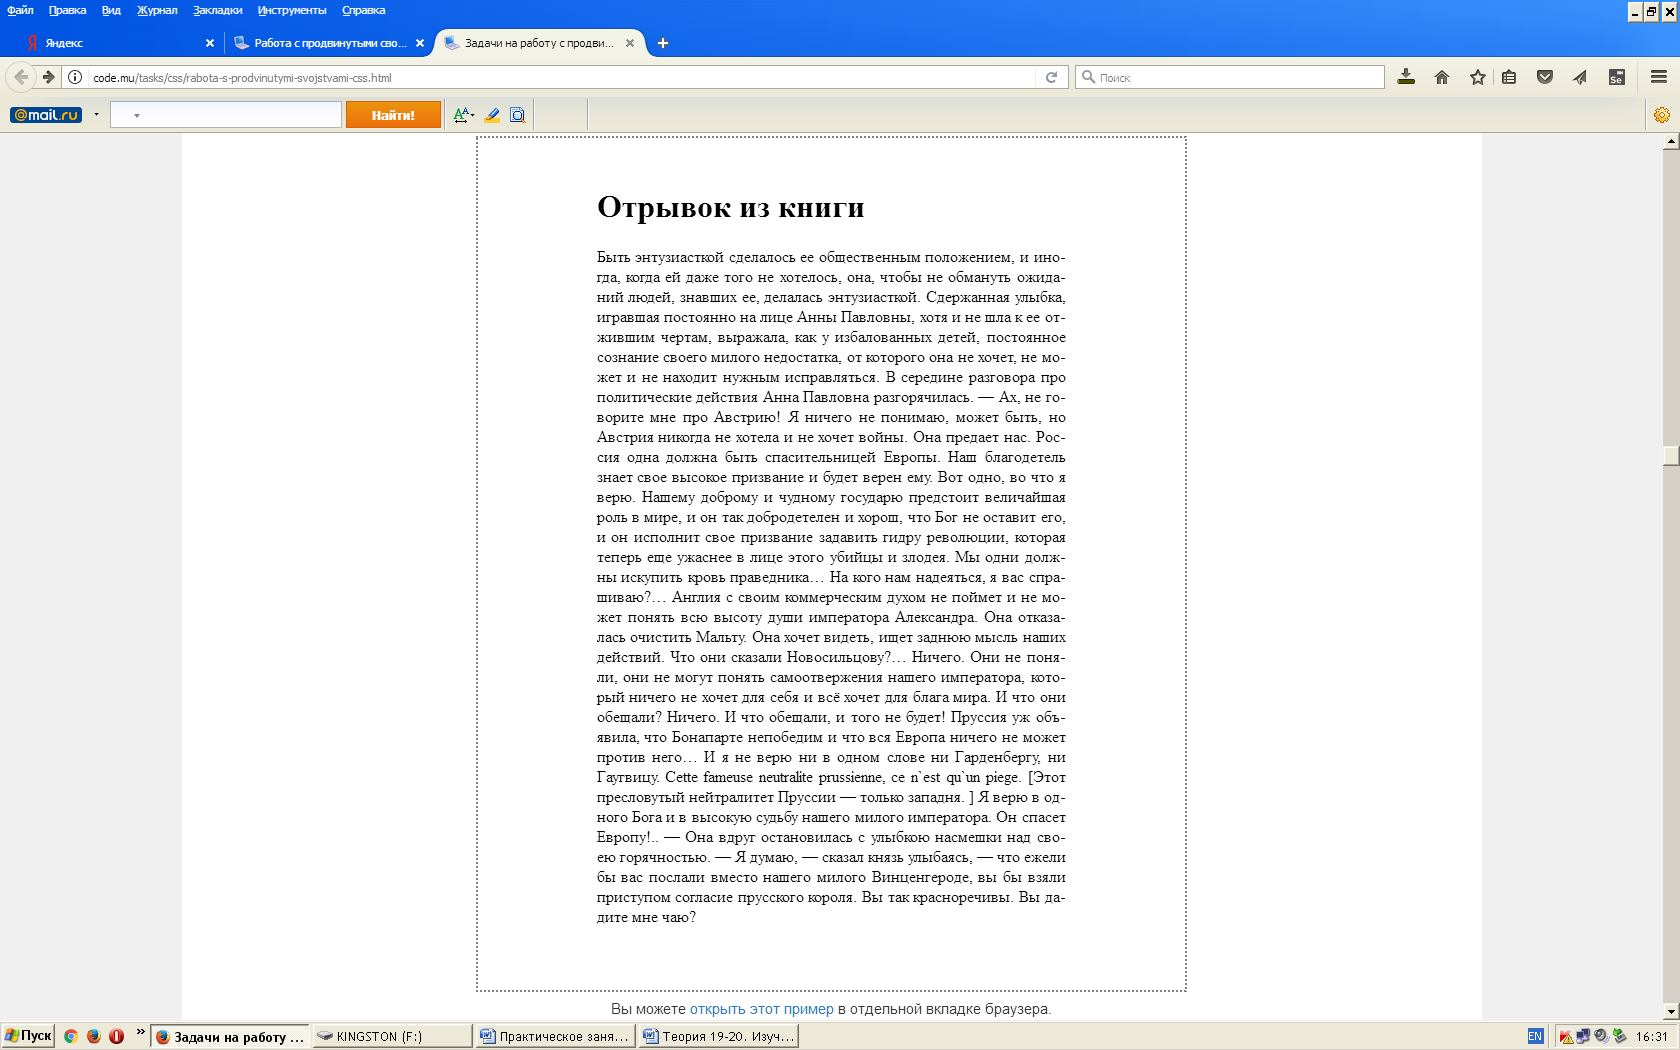 Файл Правка Вид Журнал Закладки Инструменты Справка
Яндекс
Работа с продвинутыми сво...
Задачи на работу с продви...
code.mu/tasks/css/rabota-s-prodvinutymi-svojstvami-css.html
Поиск
Se
@mail.ru
Найти!
Отрывок из книги
Быть энтузиасткой сделалось ее общественным положением, и ино-
гда, когда ей даже того не хотелось, она, чтобы не обмануть ожида-
ний людей, знавших ее, делалась энтузиасткой. Сдержанная улыбка,
игравшая постоянно на лице Анны Павловны, хотя и не шла к ее от-
жившим чертам, выражала, как у избалованных детей, постоянное
сознание своего милого недостатка, от которого она не хочет, не мо-
жет и не находит нужным исправляться. В середине разговора про
политические действия Анна Павловна разгорячилась. — Ах, не го-
ворите мне про Австрию! Я ничего не понимаю, может быть, но
Австрия никогда не хотела и не хочет войны. Она предает нас. Рос-
сия одна должна быть спасительницей Европы. Наш благодетель
знает свое высокое призвание и будет верен ему. Вот одно, во что я
верю. Нашему доброму и чудному государю предстоит величайшая
роль в мире, и он так добродетелен и хорош, что Бог не оставит его,
и он исполнит свое призвание задавить гидру революции, которая
теперь еще ужаснее в лице этого убийцы и злодея. Мы одни долж-
ны искупить кровь праведника… На кого нам надеяться, я вас спра-
шиваю?… Англия с своим коммерческим духом не поймет и не мо-
жет понять всю высоту души императора Александра. Она отказа-
лась очистить Мальту. Она хочет видеть, ищет заднюю мысль наших
действий. Что они сказали Новосильцову?… Ничего. Они не поня-
ли, они не могут понять самоотвержения нашего императора, кото-
рый ничего не хочет для себя и всё хочет для блага мира. И что они
обещали? Ничего. И что обещали, и того не будет! Пруссия уж объ-
явила, что Бонапарте непобедим и что вся Европа ничего не может
против него… И я не верю ни в одном слове ни Гарденбергу, ни
Гаугвицу. Cette fameuse neutralite prussienne, ce n`est qu`un piege. [Этот
пресловутый нейтралитет Пруссии — только западня. ] Я верю в од-
ного Бога и в высокую судьбу нашего милого императора. Он спасет
Европу!.. — Она вдруг остановилась с улыбкою насмешки над сво-
ею горячностью. — Я думаю, — сказал князь улыбаясь, — что ежели
бы вас послали вместо нашего милого Винценгероде, вы бы взяли
приступом согласие прусского короля. Вы так красноречивы. Вы да-
дите мне чаю?
Вы можете открыть этот пример в отдельной вкладке браузера.
Пуск
»
Задачи на работу ...
KINGSTON (F:)
Практическое заня...
Теория 19-20. Изуч...
EN
16:31